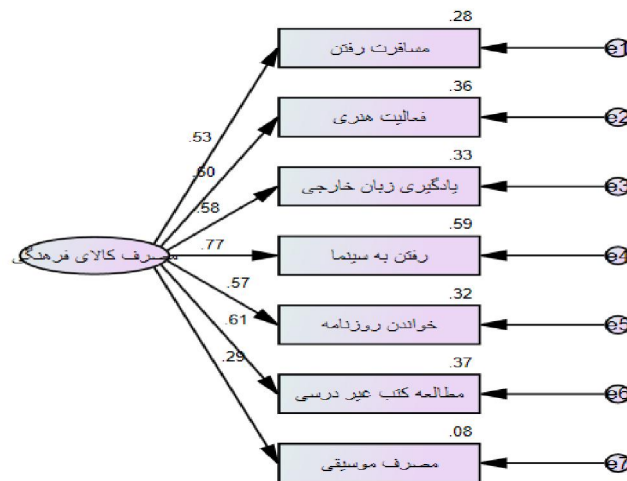 .28
مسافرت رفتن
e1
.53
.36
فعالیت هنری
e2
.60
.33
یادگیری زبان خارجی
e3
.58
.59
رفتن به سینما
e4
.77
مصرف کالای فرهنگی
.32
خواندن روزنامه
e5
.57
.37
مطالعه کتب غیر درسی
e6
.61
.08
مصرف موسیقی
e7
.29